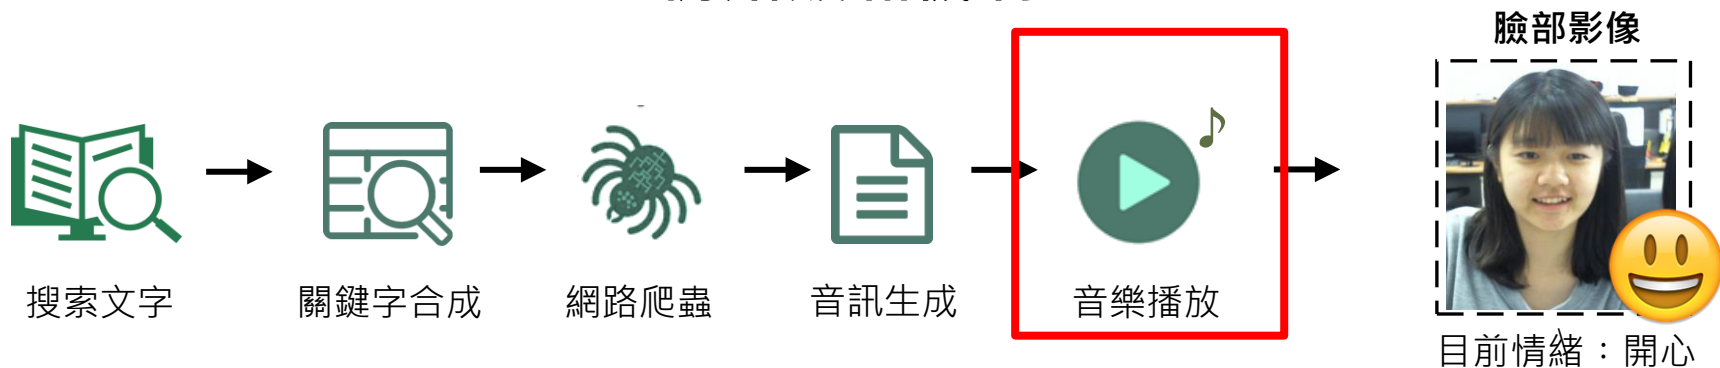 臉部影像
搜索文字
關鍵字合成
網路爬蟲
音訊生成
音樂播放
目前情緒：開心